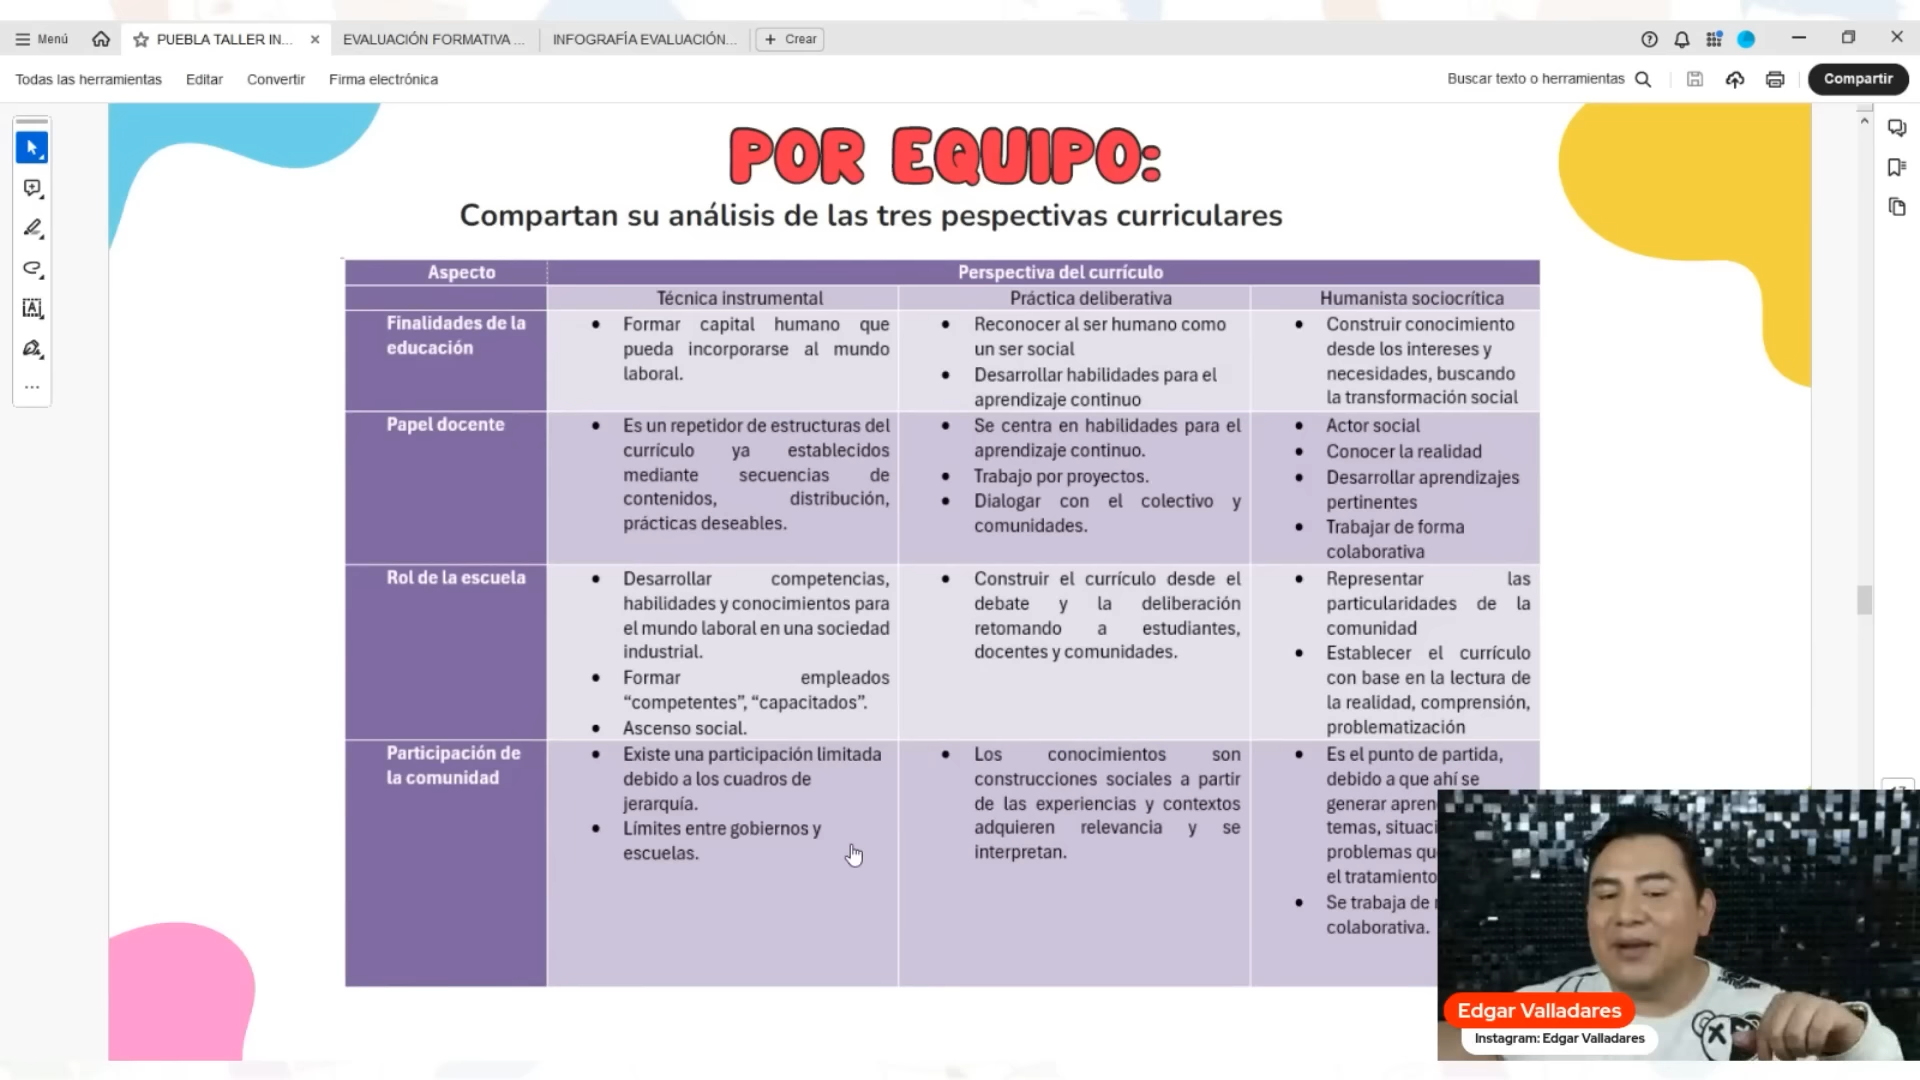 Menú
PUEBLA TALLER IN...
EVALUACIÓN FORMATIVA ...
INFOGRAFÍA EVALUACIÓN...
Crear
Todas las herramientas
Editar
Convertir
Firma electrónica
Buscar texto o herramientas
Compartir
POR EQUIPO:
Compartan su análisis de las tres pespectivas curriculares
Aspecto
Perspectiva del currículo
Técnica instrumental
Práctica deliberativa
Humanista sociocrítica
Finalidades de la
educación
Formar capital humano que
pueda incorporarse al mundo
laboral.
Reconocer al ser humano como
un ser social
Desarrollar habilidades para el
aprendizaje continuo
Construir conocimiento
desde los intereses y
necesidades, buscando
la transformación social
Papel docente
Es un repetidor de estructuras del
currículo ya establecidos
mediante secuencias de
contenidos, distribución,
prácticas deseables.
Se centra en habilidades para el
aprendizaje continuo.
Trabajo por proyectos.
Dialogar con el colectivo y
comunidades.
Actor social
Conocer la realidad
Desarrollar aprendizajes
pertinentes
Trabajar de forma
colaborativa
Rol de la escuela
Desarrollar competencias,
habilidades y conocimientos para
el mundo laboral en una sociedad
industrial.
Formar empleados
“competentes”, “capacitados”.
Ascenso social.
Construir el currículo desde el
debate y la deliberación
retomando a estudiantes,
docentes y comunidades.
Representar las
particularidades de la
comunidad
Establecer el currículo
con base en la lectura de
la realidad, comprensión,
problematización
Participación de
la comunidad
Existe una participación limitada
debido a los cuadros de
jerarquía.
Límites entre gobiernos y
escuelas.
Los conocimientos son
construcciones sociales a partir
de las experiencias y contextos
adquieren relevancia y se
interpretan.
Es el punto de partida,
debido a que ahí se
generar apren
temas, situaci
problemas qu
el tratamiento
Se trabaja de
colaborativa.
Edgar Valladares
Instagram: Edgar Valladares